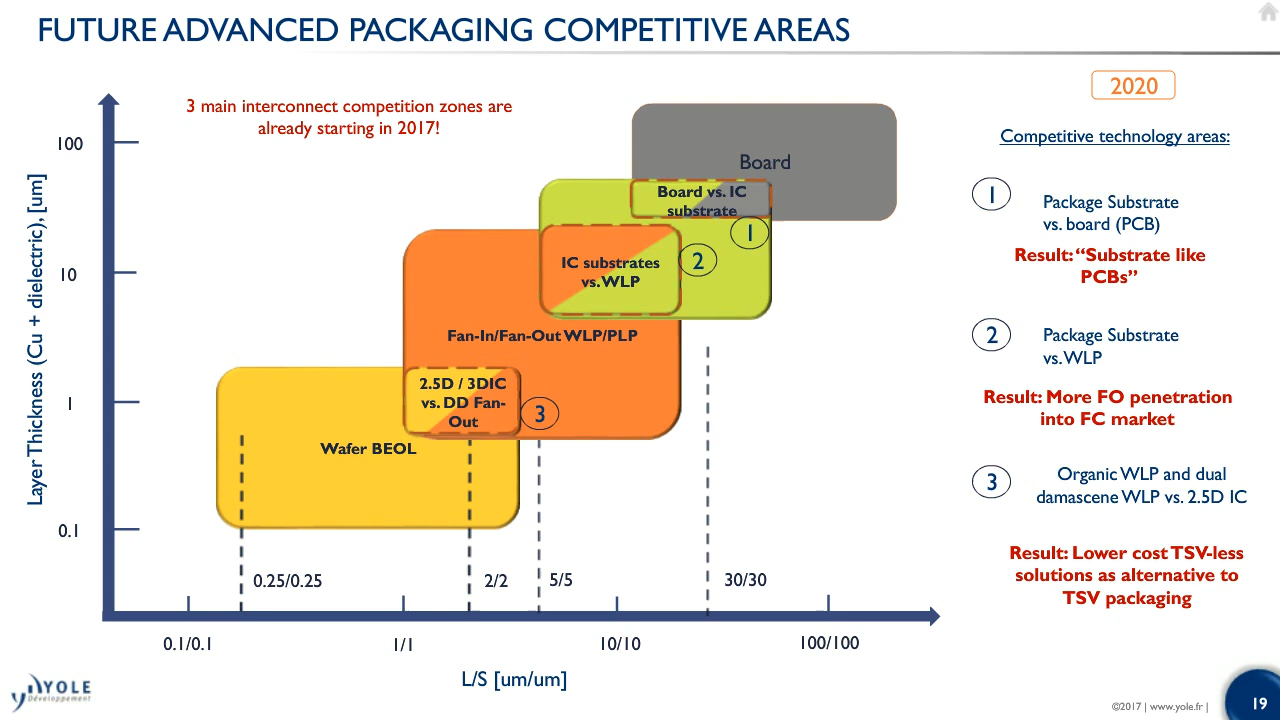 FUTURE ADVANCED PACKAGING COMPETITIVE AREAS
3 main interconnect competition zones are
already starting in 2017!
2020
Competitive technology areas:
1
Package Substrate
vs. board (PCB)
Result: “Substrate like
PCBs”
2
Package Substrate
vs. WLP
Result: More FO penetration
into FC market
3
Organic WLP and dual
damascene WLP vs. 2.5D IC
Result: Lower cost TSV-less
solutions as alternative to
TSV packaging
Layer Thickness (Cu + dielectric), [um]
100
10
1
0.1
Board
Board vs. IC
substrate
1
IC substrates
vs. WLP
2
Fan-In/Fan-Out WLP/PLP
2.5D / 3DIC
vs. DD Fan-
Out
3
Wafer BEOL
0.25/0.25
2/2
5/5
30/30
0.1/0.1
1/1
10/10
100/100
L/S [um/um]
YOLE
Développement
©2017 | www.yole.fr |
19